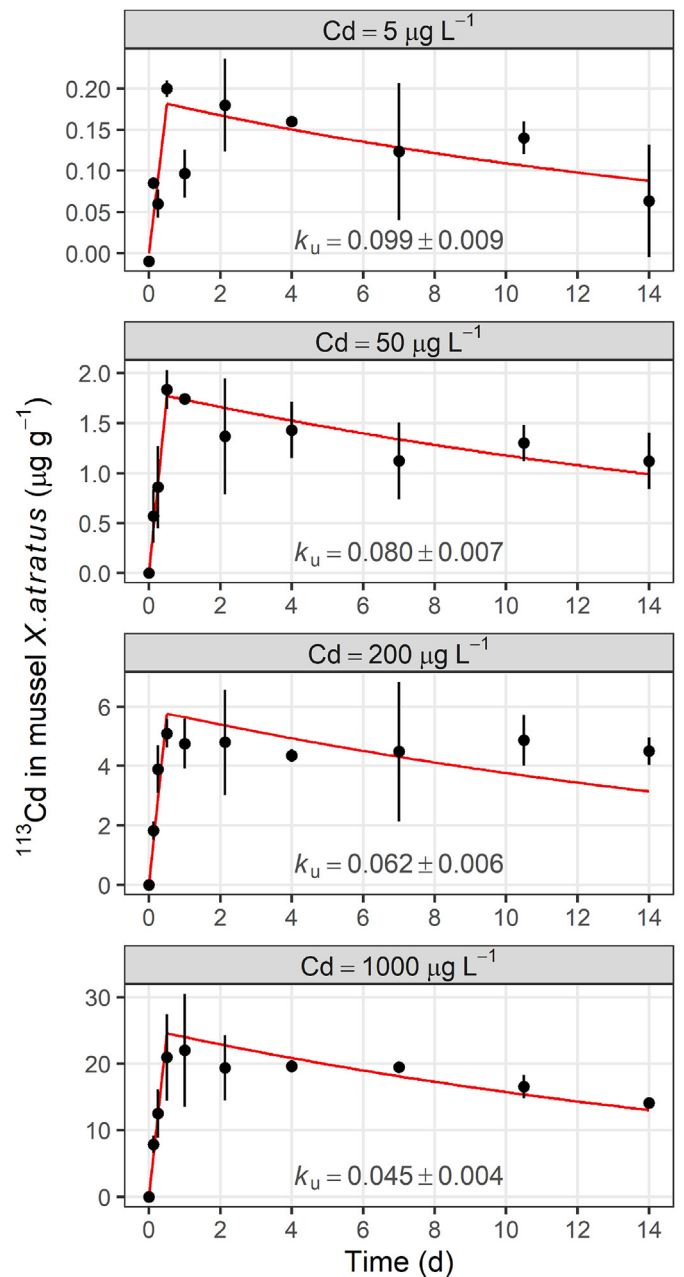 Cd = 5 μg L⁻¹
0.20
0.15
0.10
0.05
0.00
kᵤ = 0.099 ± 0.009
0 2 4 6 8 10 12 14
Cd = 50 μg L⁻¹
2.0
1.5
1.0
0.5
0.0
kᵤ = 0.080 ± 0.007
0 2 4 6 8 10 12 14
¹¹³Cd in mussel X.atratus (μg g⁻¹)
Cd = 200 μg L⁻¹
6
4
2
0
kᵤ = 0.062 ± 0.006
0 2 4 6 8 10 12 14
Cd = 1000 μg L⁻¹
30
20
10
0
kᵤ = 0.045 ± 0.004
0 2 4 6 8 10 12 14
Time (d)